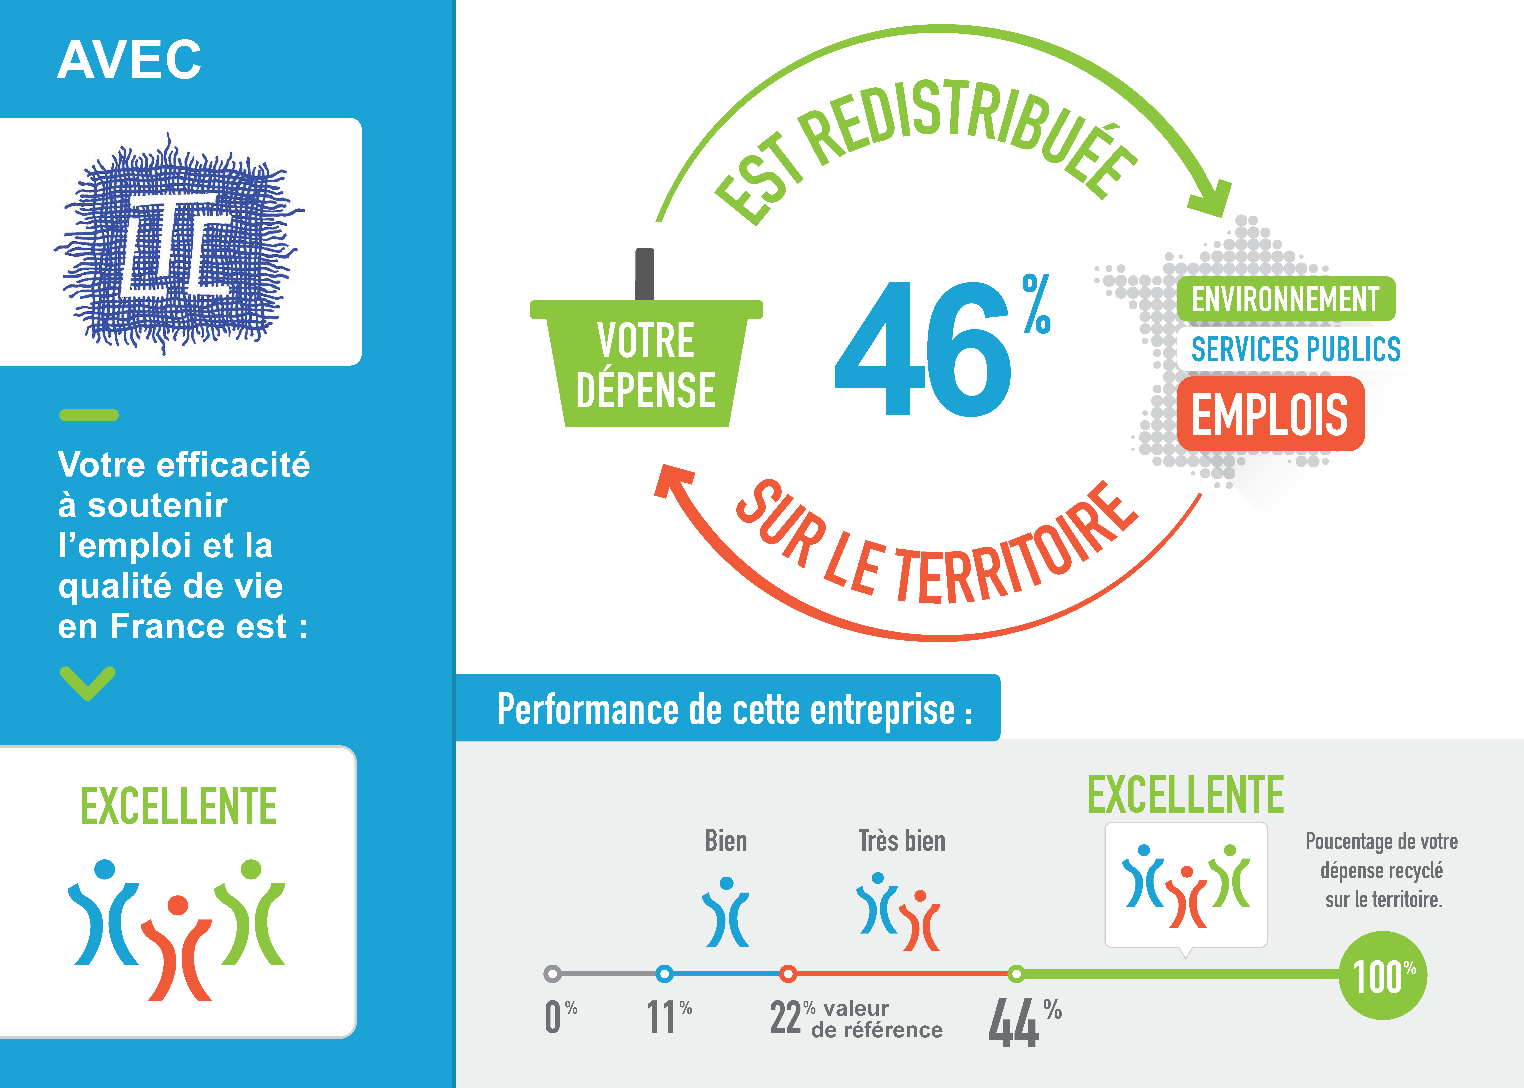 AVEC
LTC
Votre efficacité
à soutenir
l'emploi et la
qualité de vie
en France est :
EXCELLENTE
EST REDISTRIBUÉE
VOTRE
DÉPENSE
46%
ENVIRONNEMENT
SERVICES PUBLICS
EMPLOIS
SUR LE TERRITOIRE
Performance de cette entreprise :
Bien
Très bien
EXCELLENTE
Poucentage de votre
dépense recyclé
sur le territoire.
0%
11%
22% valeur
de référence
44%
100%